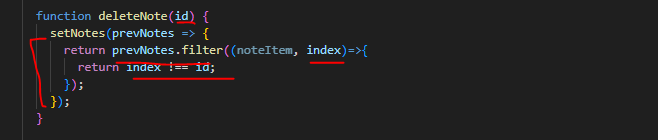 function deleteNote(id) {
setNotes(prevNotes => {
return prevNotes.filter((noteItem, index)=>{
return index !== id;
});
});
}